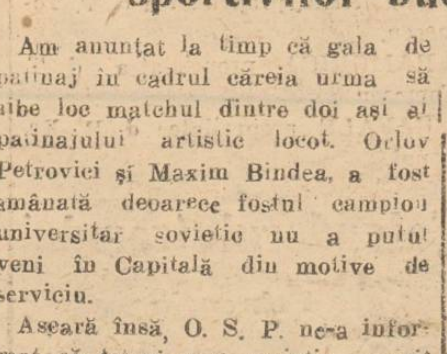 sportivilor
Am anunțat la timp că gala de
patinaj în cadrul căreia urma să
aibe loc matchul dintre doi ași ai
patinajului artistic locot. Orlov
Petrovici și Maxim Bindea, a fost
amânată deoarece fostul campion
universitar sovietic nu a putut
veni în Capitală din motive de
serviciu.
Aseară însă, O. S. P. ne-a infor-